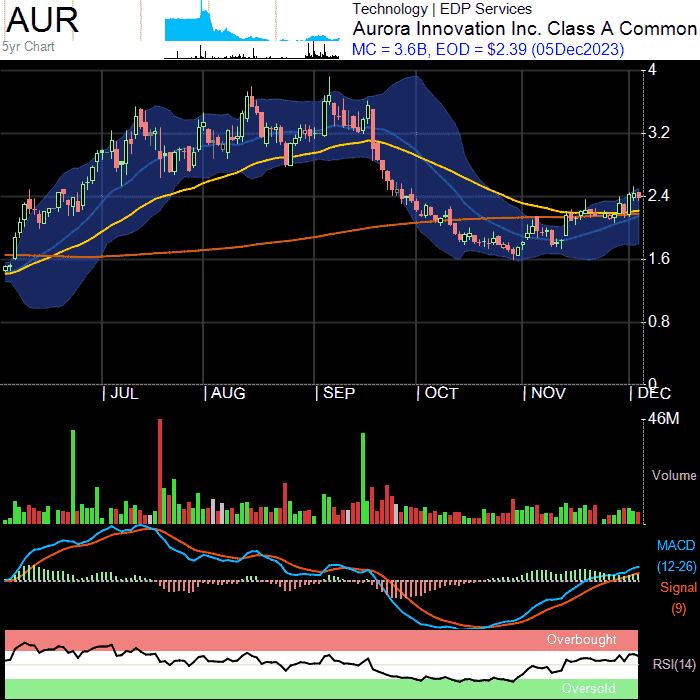 AUR
5yr Chart
Technology | EDP Services
Aurora Innovation Inc. Class A Common
MC = 3.6B, EOD = $2.39 (05Dec2023)
4
3.2
2.4
1.6
0.8
0
JUL
AUG
SEP
OCT
NOV
DEC
46M
Volume
MACD
(12-26)
Signal
(9)
Overbought
RSI(14)
Oversold